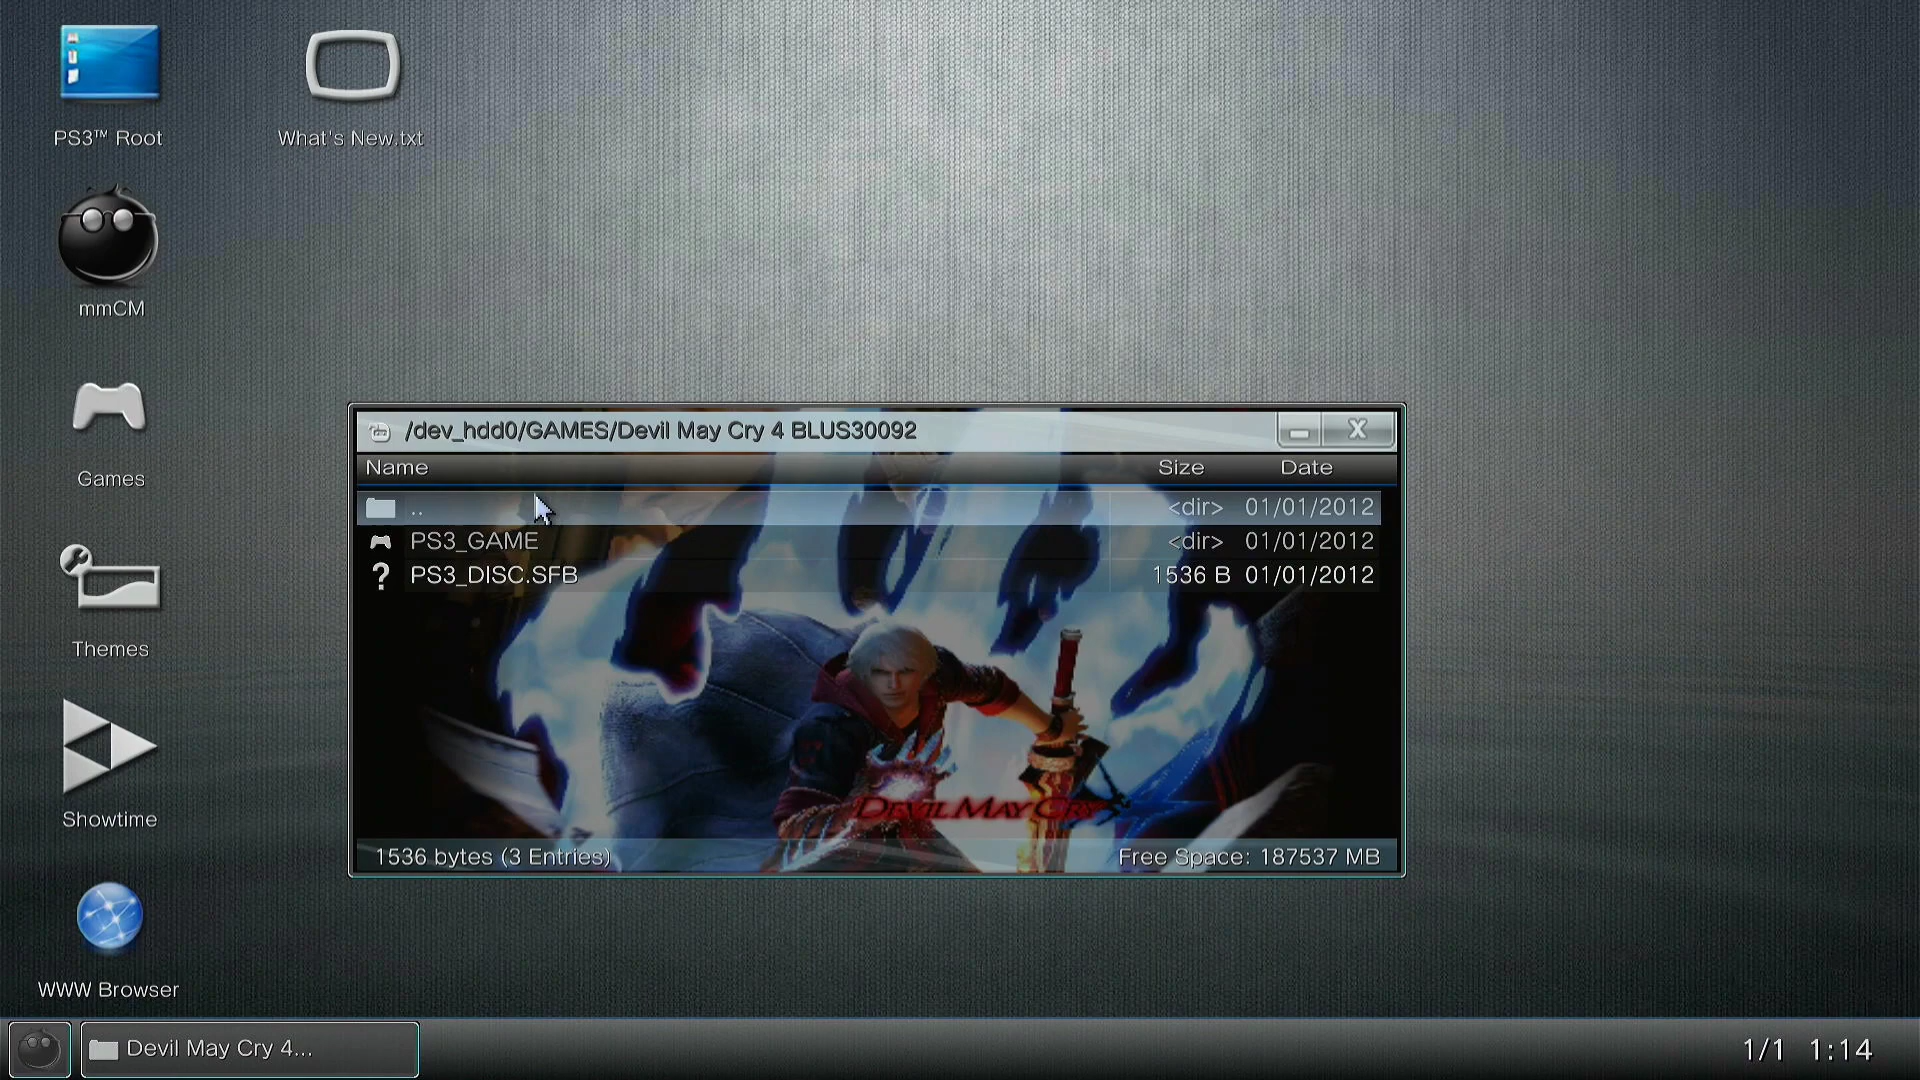 PS3™ Root
What's New.txt
mmCM
Games
Themes
Showtime
WWW Browser
/dev_hdd0/GAMES/Devil May Cry 4 BLUS30092
Name Size Date
.. <dir> 01/01/2012
PS3_GAME <dir> 01/01/2012
PS3_DISC.SFB 1536 B 01/01/2012
DEVIL MAY CRY
1536 bytes (3 Entries) Free Space: 187537 MB
Devil May Cry 4... 1/1 1:14